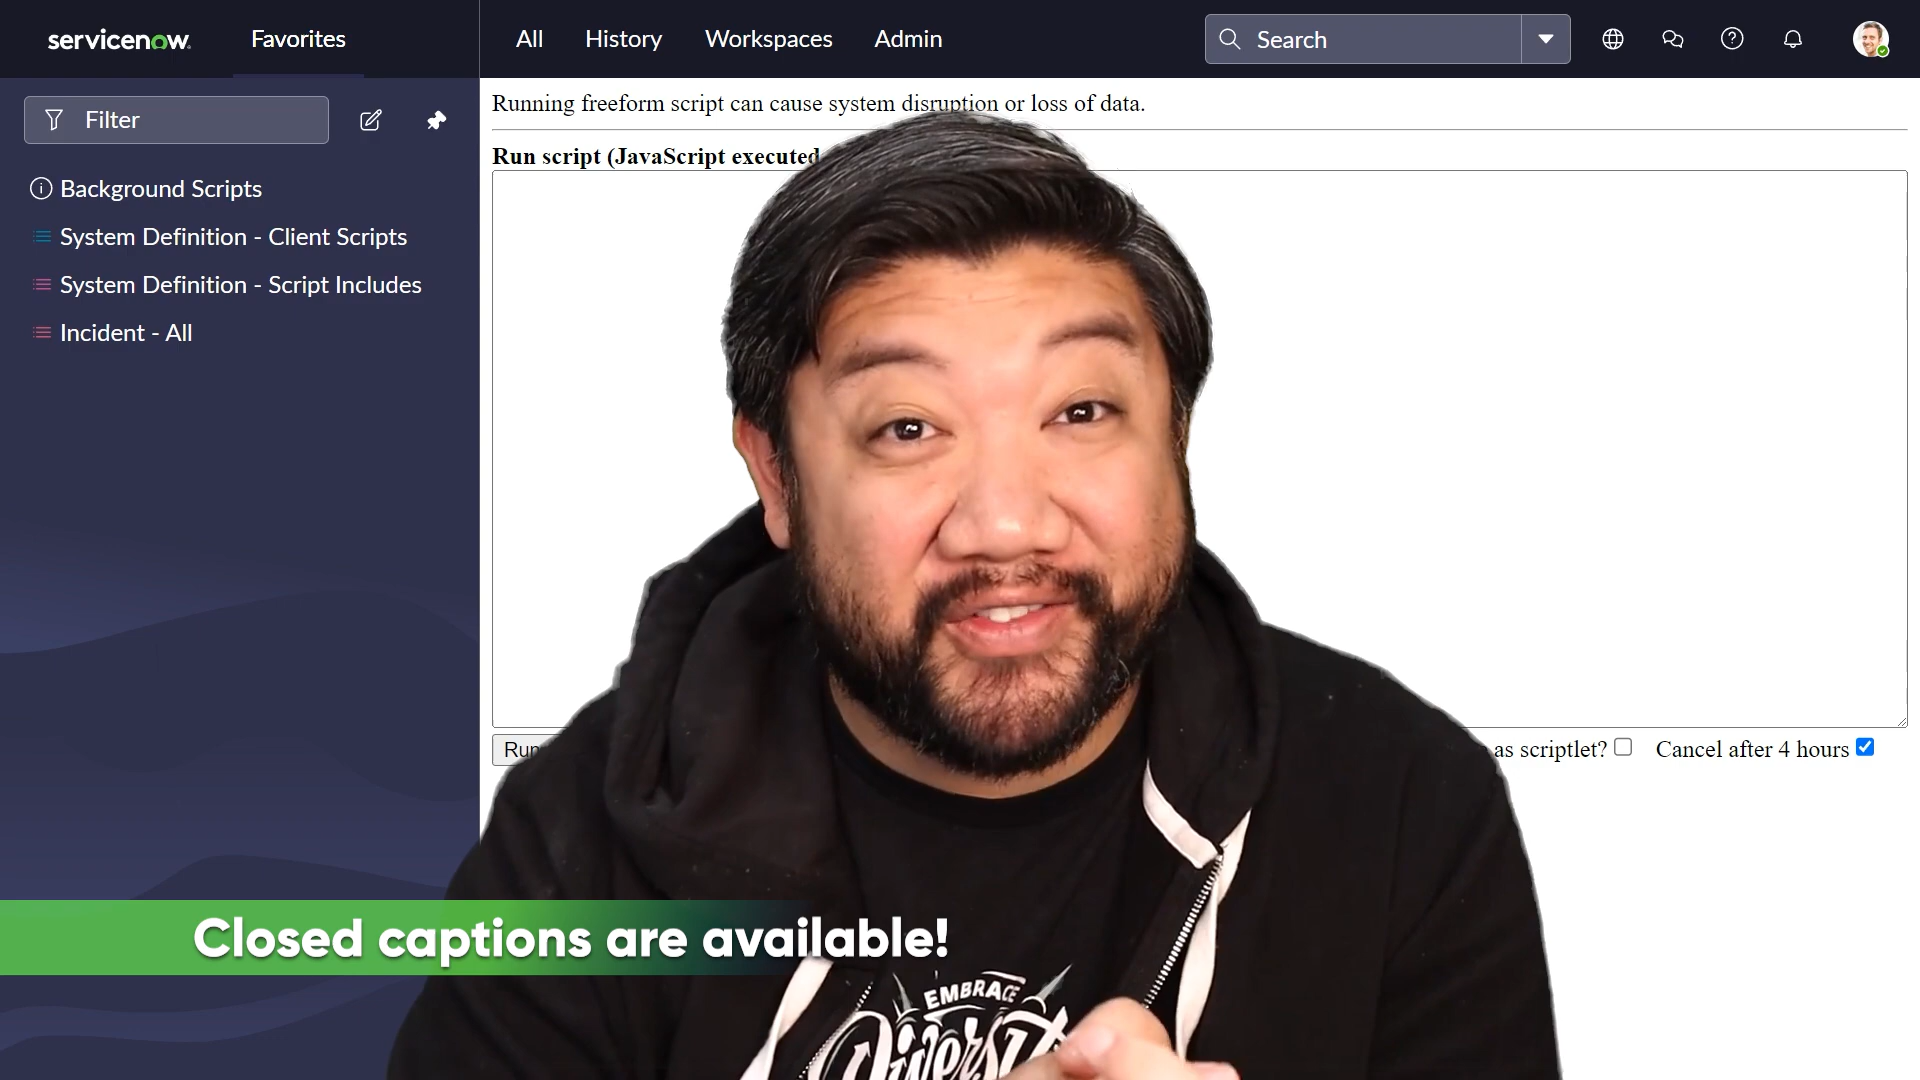 servicenow
Favorites
All
History
Workspaces
Admin
Search
Filter
Background Scripts
System Definition - Client Scripts
System Definition - Script Includes
Incident - All
Running freeform script can cause system disruption or loss of data.
Run script (JavaScript executed
as scriptlet?
Cancel after 4 hours
Closed captions are available!
EMBRACE